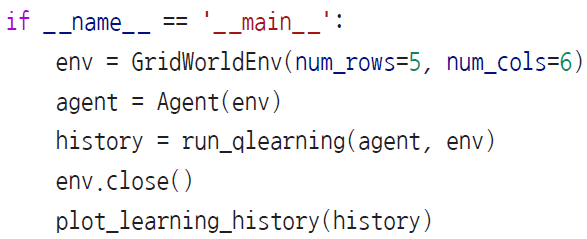 if __name__ == '__main__':
    env = GridWorldEnv(num_rows=5, num_cols=6)
    agent = Agent(env)
    history = run_qlearning(agent, env)
    env.close()
    plot_learning_history(history)